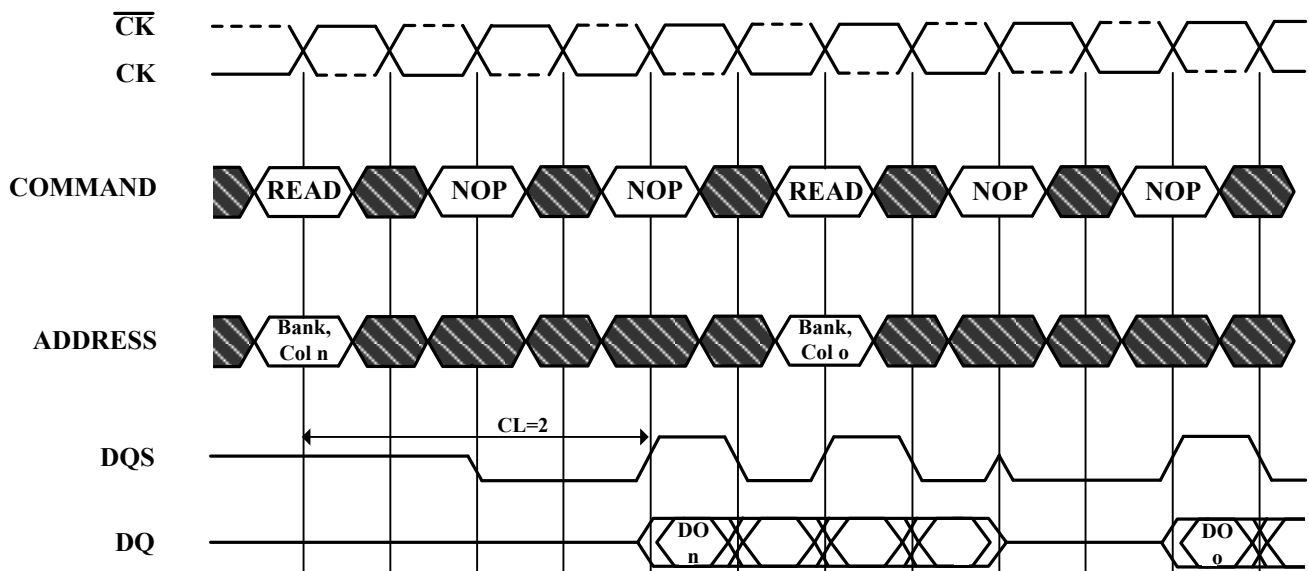 CK
CK
COMMAND
READ NOP NOP READ NOP NOP
ADDRESS
Bank,
Col n
Bank,
Col o
CL=2
DQS
DQ
DO
n
DO
o